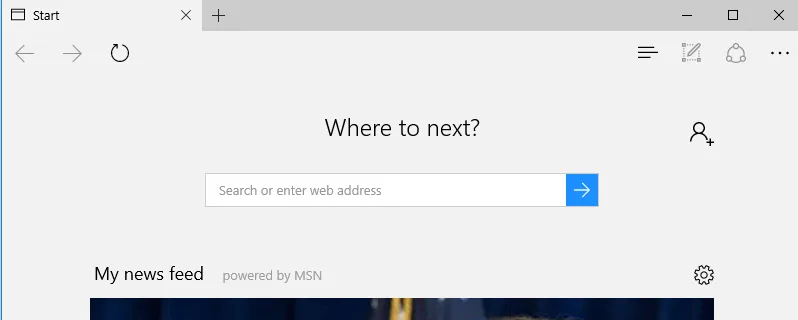 Start
Where to next?
Search or enter web address
My news feed powered by MSN